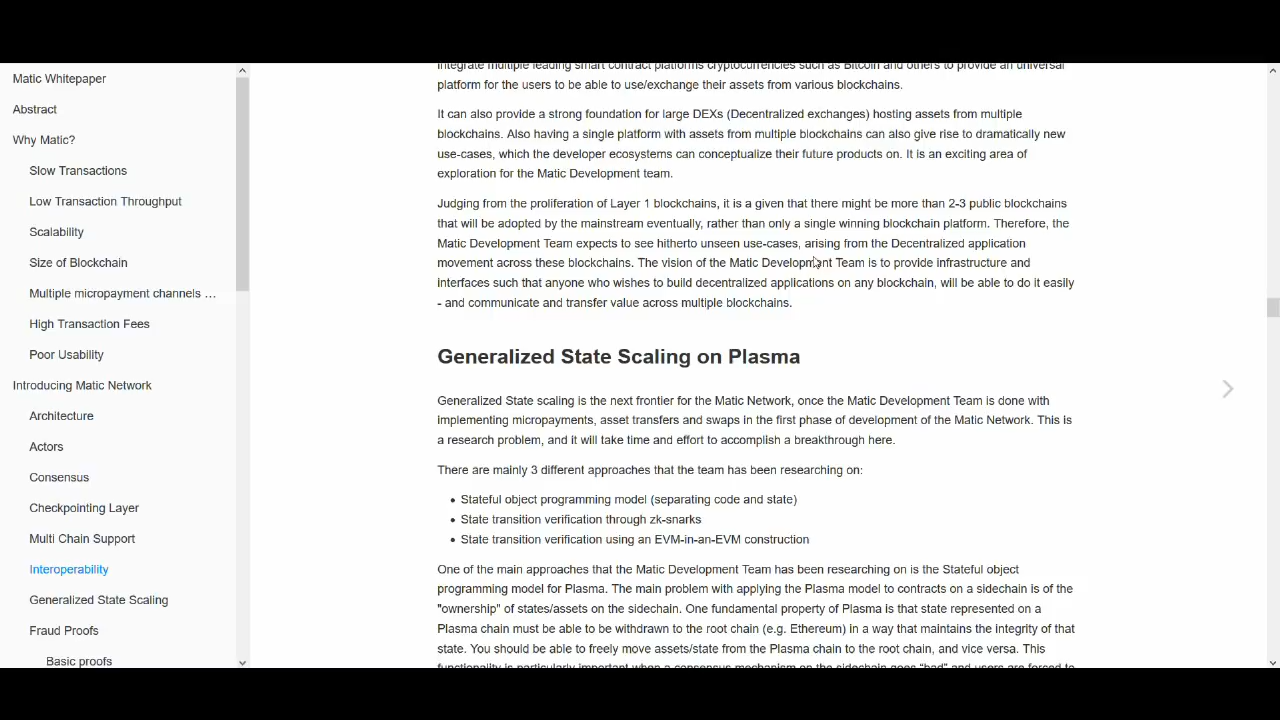 Matic Whitepaper
Abstract
Why Matic?
Slow Transactions
Low Transaction Throughput
Scalability
Size of Blockchain
Multiple micropayment channels …
High Transaction Fees
Poor Usability
Introducing Matic Network
Architecture
Actors
Consensus
Checkpointing Layer
Multi Chain Support
Interoperability
Generalized State Scaling
Fraud Proofs
Basic proofs
integrate multiple leading smart contract platforms cryptocurrencies such as Bitcoin and others to provide an universal
platform for the users to be able to use/exchange their assets from various blockchains.
It can also provide a strong foundation for large DEXs (Decentralized exchanges) hosting assets from multiple
blockchains. Also having a single platform with assets from multiple blockchains can also give rise to dramatically new
use-cases, which the developer ecosystems can conceptualize their future products on. It is an exciting area of
exploration for the Matic Development team.
Judging from the proliferation of Layer 1 blockchains, it is a given that there might be more than 2-3 public blockchains
that will be adopted by the mainstream eventually, rather than only a single winning blockchain platform. Therefore, the
Matic Development Team expects to see hitherto unseen use-cases, arising from the Decentralized application
movement across these blockchains. The vision of the Matic Development Team is to provide infrastructure and
interfaces such that anyone who wishes to build decentralized applications on any blockchain, will be able to do it easily
- and communicate and transfer value across multiple blockchains.
Generalized State Scaling on Plasma
Generalized State scaling is the next frontier for the Matic Network, once the Matic Development Team is done with
implementing micropayments, asset transfers and swaps in the first phase of development of the Matic Network. This is
a research problem, and it will take time and effort to accomplish a breakthrough here.
There are mainly 3 different approaches that the team has been researching on:
• Stateful object programming model (separating code and state)
• State transition verification through zk-snarks
• State transition verification using an EVM-in-an-EVM construction
One of the main approaches that the Matic Development Team has been researching on is the Stateful object
programming model for Plasma. The main problem with applying the Plasma model to contracts on a sidechain is of the
"ownership" of states/assets on the sidechain. One fundamental property of Plasma is that state represented on a
Plasma chain must be able to be withdrawn to the root chain (e.g. Ethereum) in a way that maintains the integrity of that
state. You should be able to freely move assets/state from the Plasma chain to the root chain, and vice versa. This
functionality is particularly important when a consensus mechanism on the sidechain goes "bad" and users are forced to